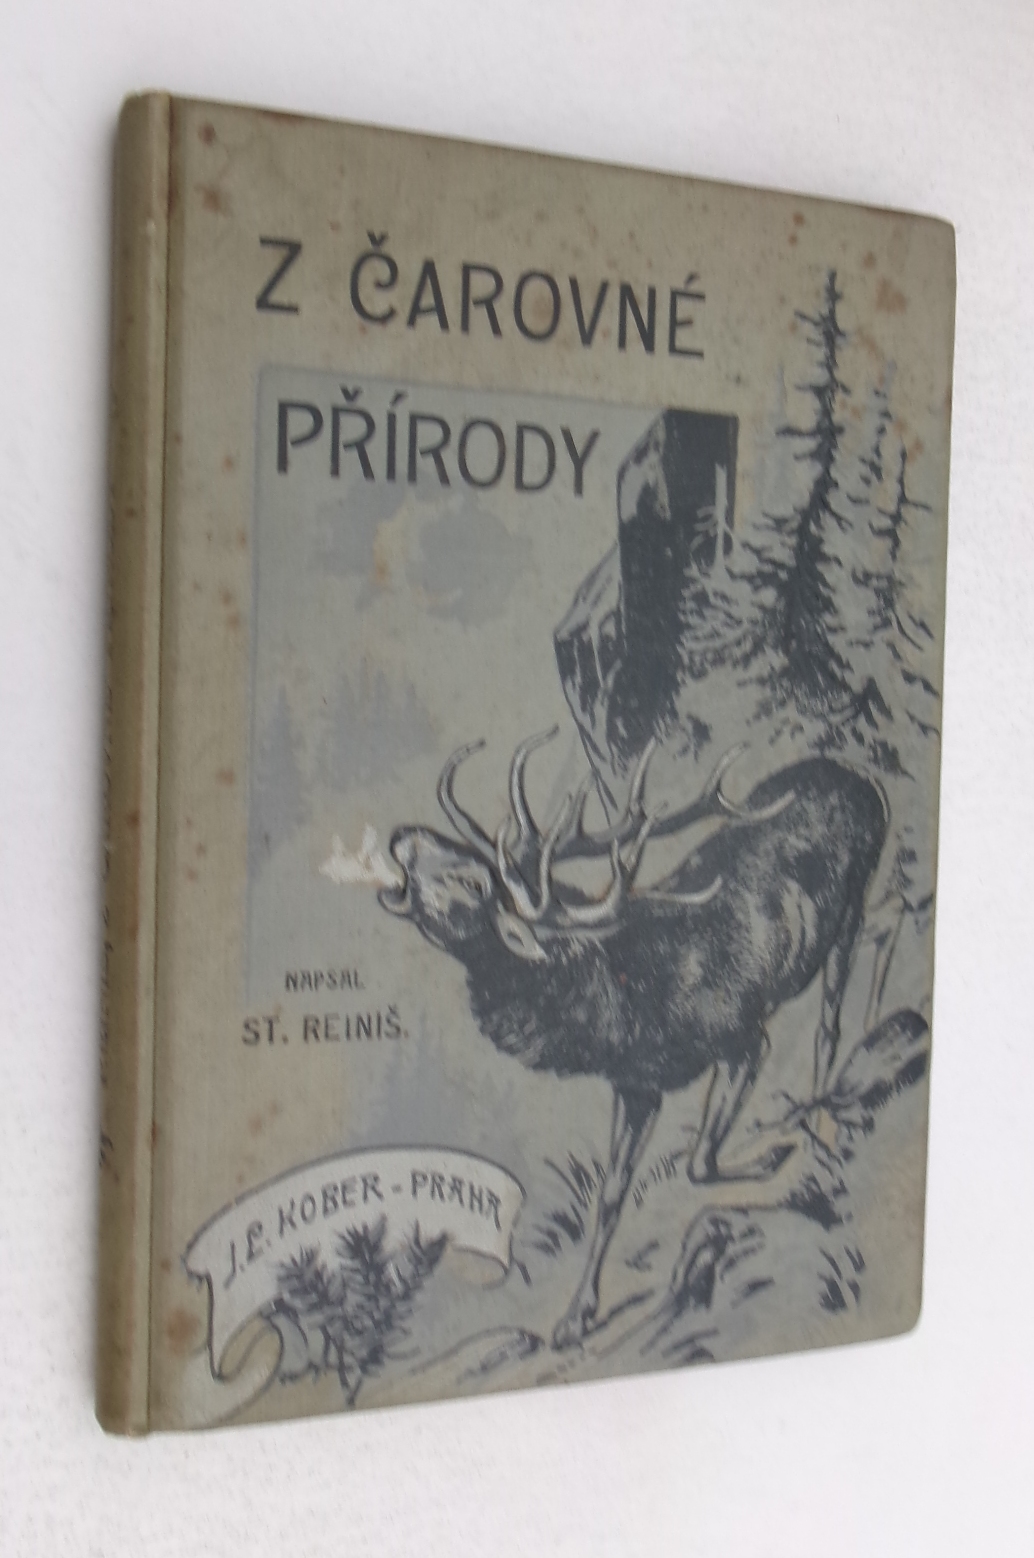 Z ČAROVNÉ
PŘÍRODY
NAPSAL
ST. REINIŠ.
J. L. KOBER - PRAHA